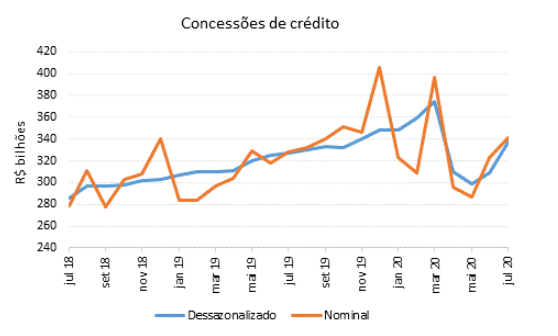 Concessões de crédito
R$ bilhões
420
400
380
360
340
320
300
280
260
240
jul 18
set 18
nov 18
jan 19
mar 19
mai 19
jul 19
set 19
nov 19
jan 20
mar 20
mai 20
jul 20
Dessazonalizado
Nominal